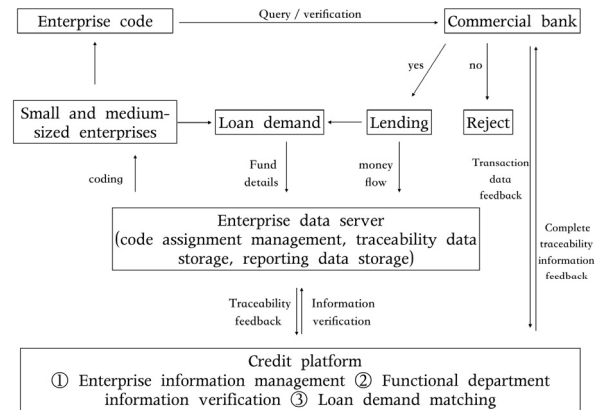 Enterprise code
Query / verification
Commercial bank
yes
no
Small and medium-
sized enterprises
Loan demand
Lending
Reject
coding
Fund
details
money
flow
Transaction
data
feedback
Complete
traceability
information
feedback
Enterprise data server
(code assignment management, traceability data
storage, reporting data storage)
Traceability
feedback
Information
verification
Credit platform
① Enterprise information management ② Functional department
information verification ③ Loan demand matching